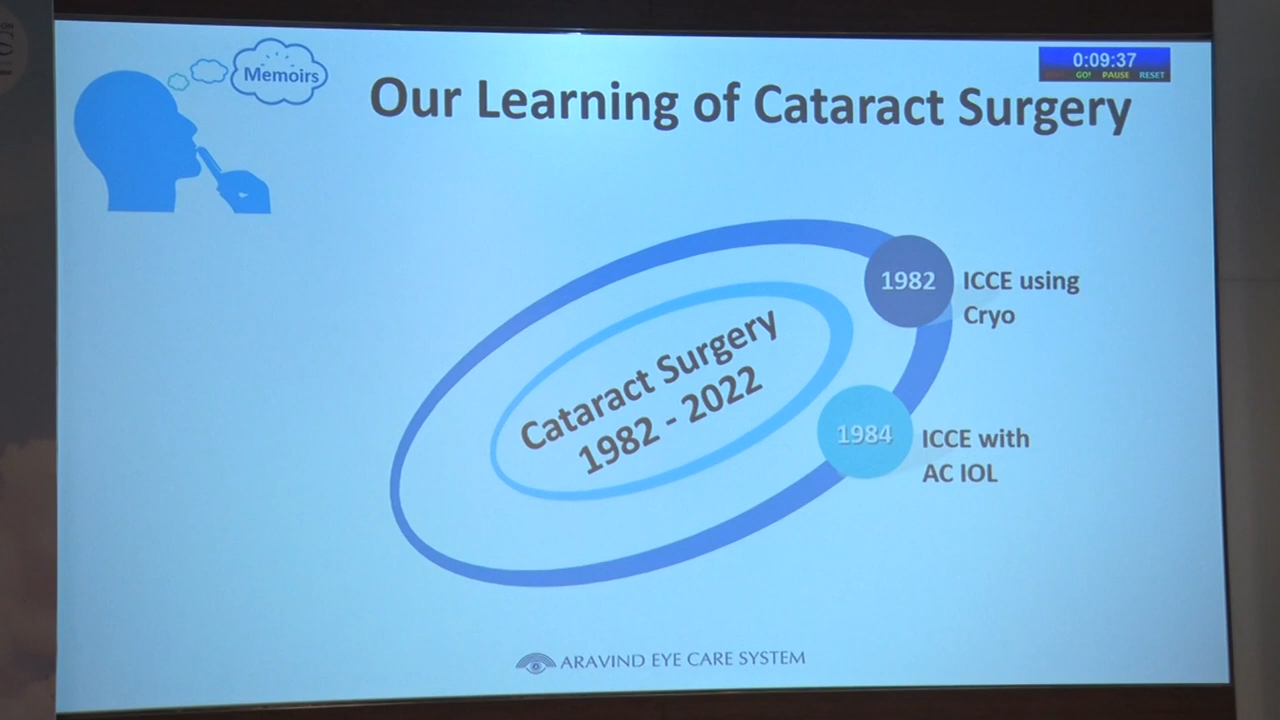 Memoirs
Our Learning of Cataract Surgery
0:09:37
GO! PAUSE RESET
1982
ICCE using
Cryo
Cataract Surgery
1982 - 2022
1984
ICCE with
AC IOL
ARAVIND EYE CARE SYSTEM